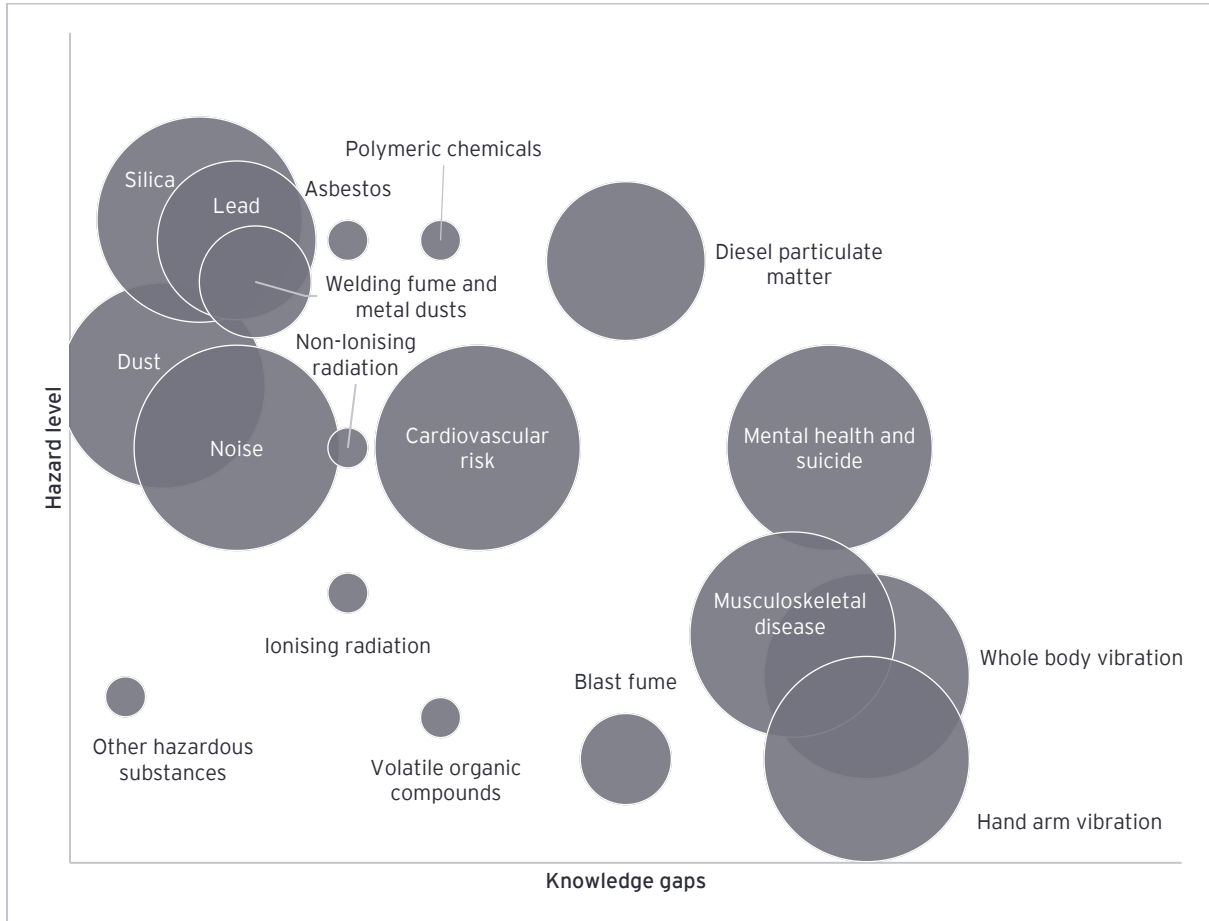 Polymeric chemicals
Silica
Asbestos
Lead
Diesel particulate
matter
Welding fume and
metal dusts
Non-Ionising
radiation
Dust
Hazard level
Noise
Cardiovascular
risk
Mental health and
suicide
Musculoskeletal
disease
Ionising radiation
Whole body vibration
Blast fume
Other hazardous
substances
Volatile organic
compounds
Hand arm vibration
Knowledge gaps